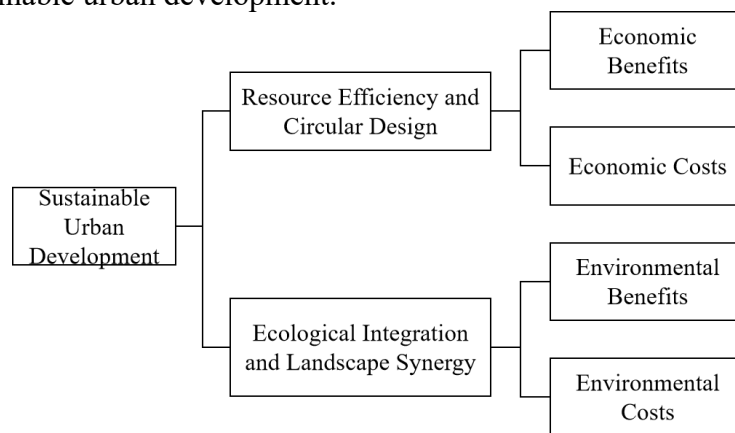 urban development.
Economic
Benefits
Resource Efficiency and
Circular Design
Economic Costs
Sustainable
Urban
Development
Environmental
Benefits
Ecological Integration
and Landscape Synergy
Environmental
Costs